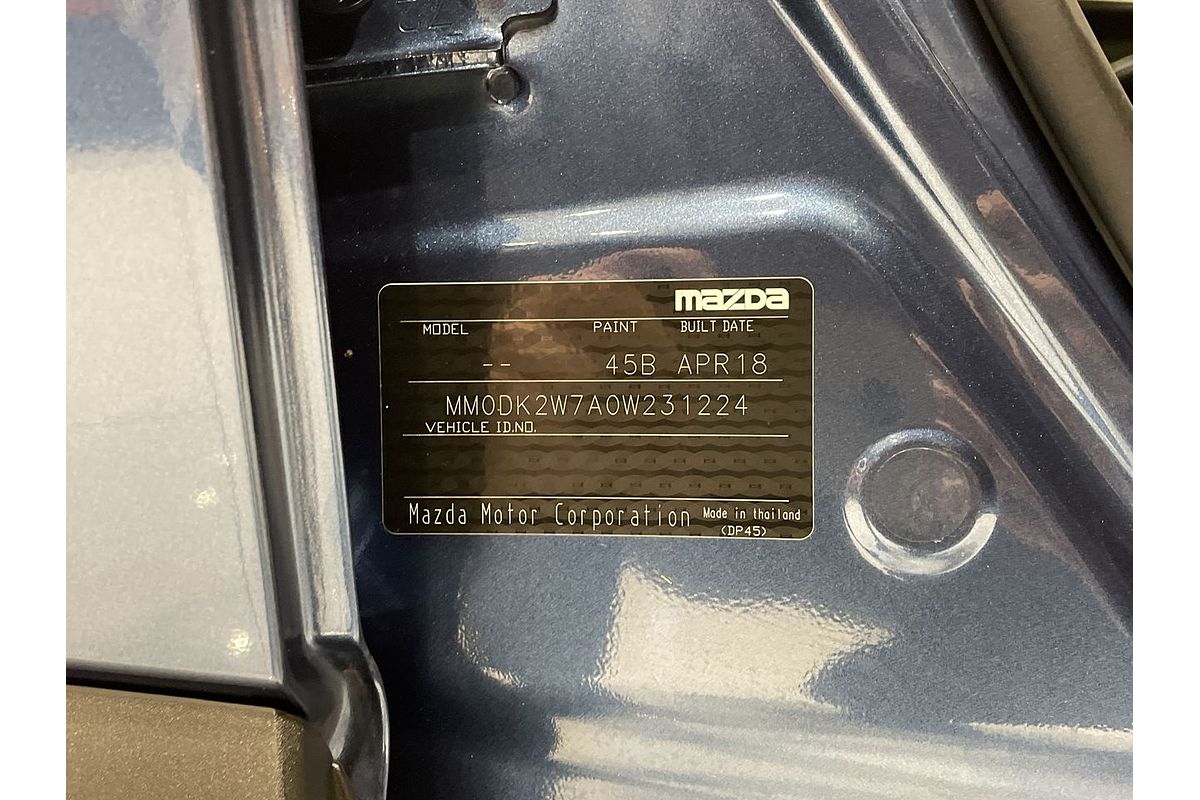 mazda
MODEL PAINT BUILT DATE
-- 45B APR18
MM0DK2W7A0W231224
VEHICLE ID.NO.
Mazda Motor Corporation Made in thailand
(DP45)